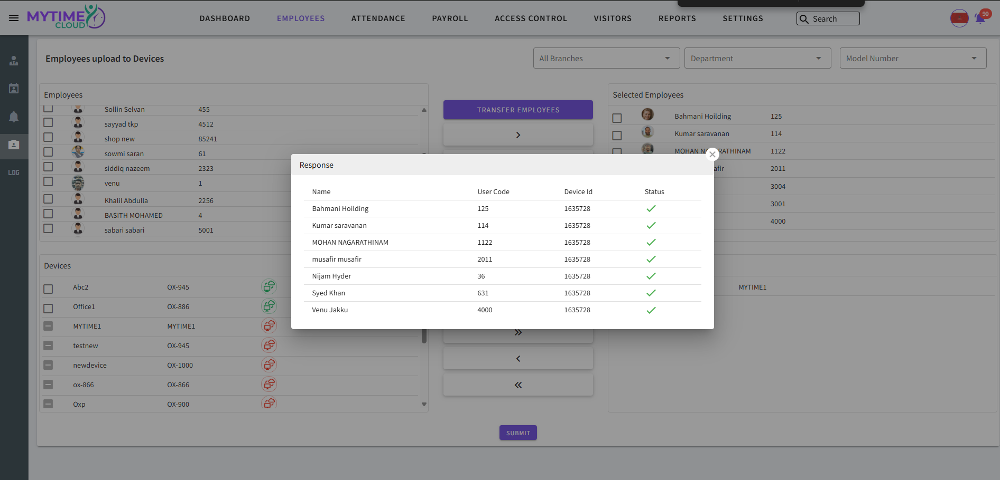 MYTIME
CLOUD
DASHBOARD EMPLOYEES ATTENDANCE PAYROLL ACCESS CONTROL VISITORS REPORTS SETTINGS
Search
90
LOG
Employees upload to Devices
All Branches
Department
Model Number
Employees
Sollin Selvan 455
sayyad tkp 4512
shop new 85241
sowmi saran 61
siddiq nazeem 2323
venu 1
Khalil Abdulla 2256
BASITH MOHAMED 4
sabari sabari 5001
TRANSFER EMPLOYEES
Selected Employees
Bahmani Hoilding 125
Kumar saravanan 114
MOHAN NAGARATHINAM 1122
afir 2011
3004
3001
4000
Response
Name User Code Device Id Status
Bahmani Hoilding 125 1635728
Kumar saravanan 114 1635728
MOHAN NAGARATHINAM 1122 1635728
musafir musafir 2011 1635728
Nijam Hyder 36 1635728
Syed Khan 631 1635728
Venu Jakku 4000 1635728
Devices
Abc2 OX-945
Office1 OX-886
MYTIME1 MYTIME1
testnew OX-945
newdevice OX-1000
ox-866 OX-866
Oxp OX-900
MYTIME1
SUBMIT